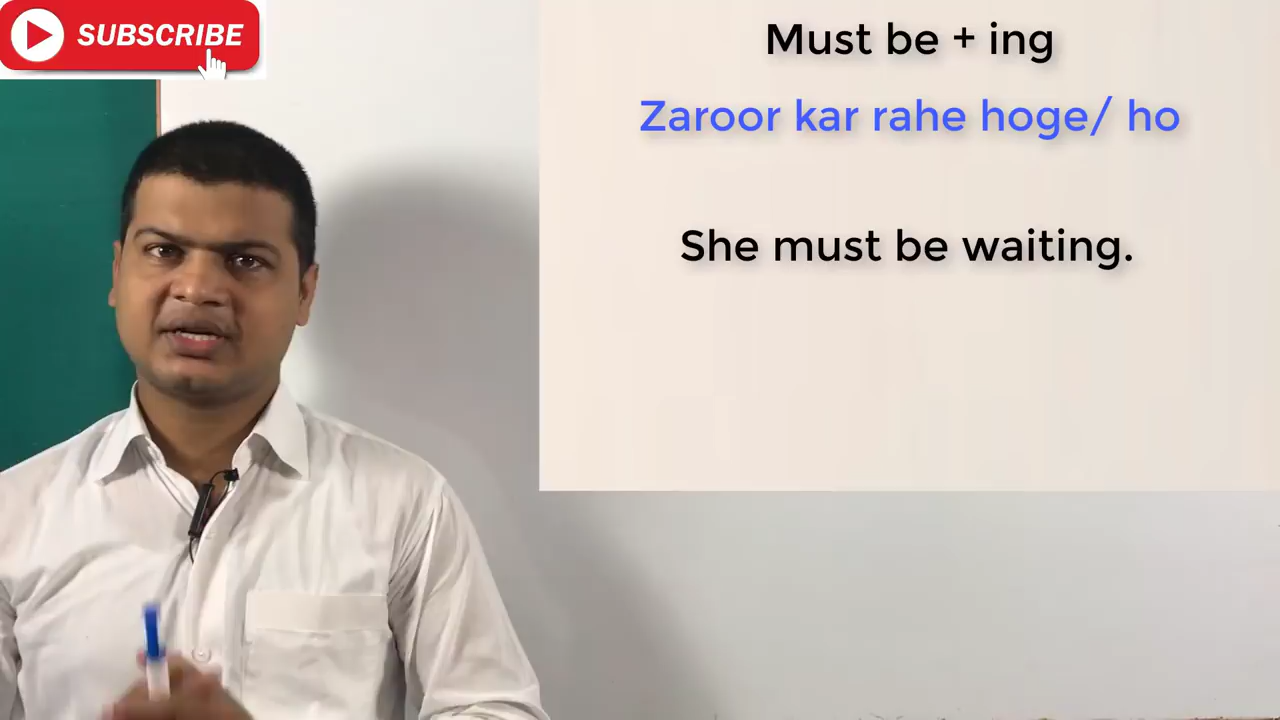 SUBSCRIBE
Must be + ing
Zaroor kar rahe hoge/ ho
She must be waiting.